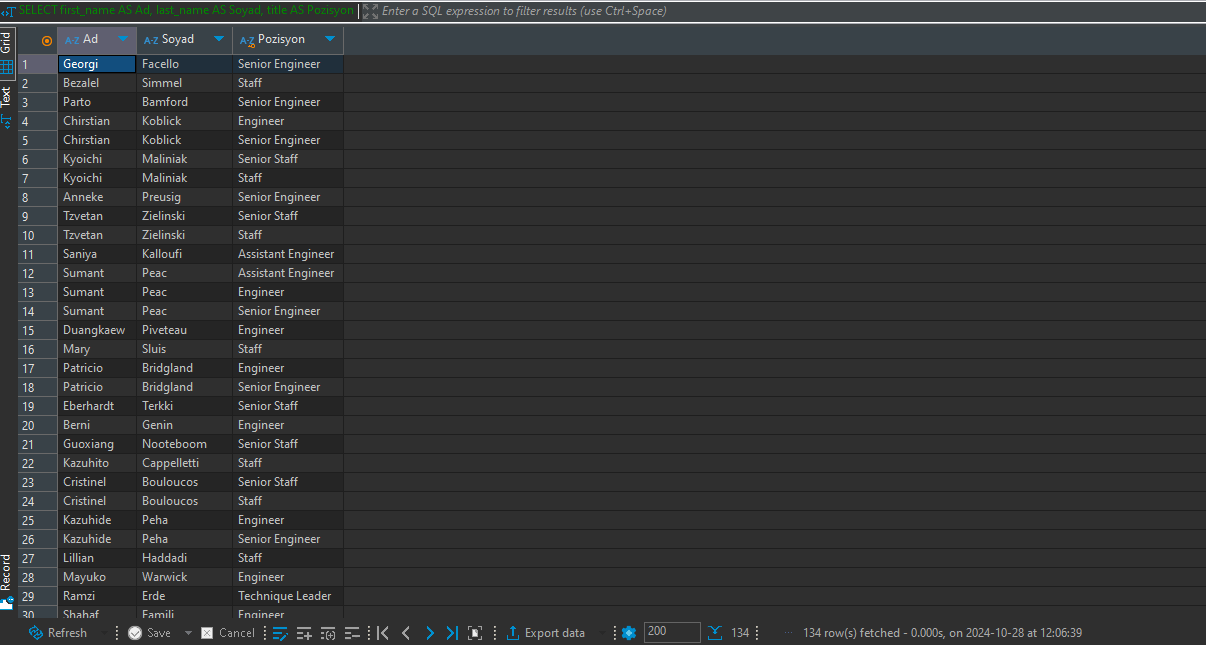 SELECT first_name AS Ad, last_name AS Soyad, title AS Pozisyon Enter a SQL expression to filter results (use Ctrl+Space)
Grid
Text
Record
A-Z Ad A-Z Soyad A-Z Pozisyon
1 Georgi Facello Senior Engineer
2 Bezalel Simmel Staff
3 Parto Bamford Senior Engineer
4 Chirstian Koblick Engineer
5 Chirstian Koblick Senior Engineer
6 Kyoichi Maliniak Senior Staff
7 Kyoichi Maliniak Staff
8 Anneke Preusig Senior Engineer
9 Tzvetan Zielinski Senior Staff
10 Tzvetan Zielinski Staff
11 Saniya Kalloufi Assistant Engineer
12 Sumant Peac Assistant Engineer
13 Sumant Peac Engineer
14 Sumant Peac Senior Engineer
15 Duangkaew Piveteau Engineer
16 Mary Sluis Staff
17 Patricio Bridgland Engineer
18 Patricio Bridgland Senior Engineer
19 Eberhardt Terkki Senior Staff
20 Berni Genin Engineer
21 Guoxiang Nooteboom Senior Staff
22 Kazuhito Cappelletti Staff
23 Cristinel Bouloucos Senior Staff
24 Cristinel Bouloucos Staff
25 Kazuhide Peha Engineer
26 Kazuhide Peha Senior Engineer
27 Lillian Haddadi Staff
28 Mayuko Warwick Engineer
29 Ramzi Erde Technique Leader
30 Shahaf Famili Engineer
Refresh Save Cancel Export data 200 134 134 row(s) fetched - 0.000s, on 2024-10-28 at 12:06:39